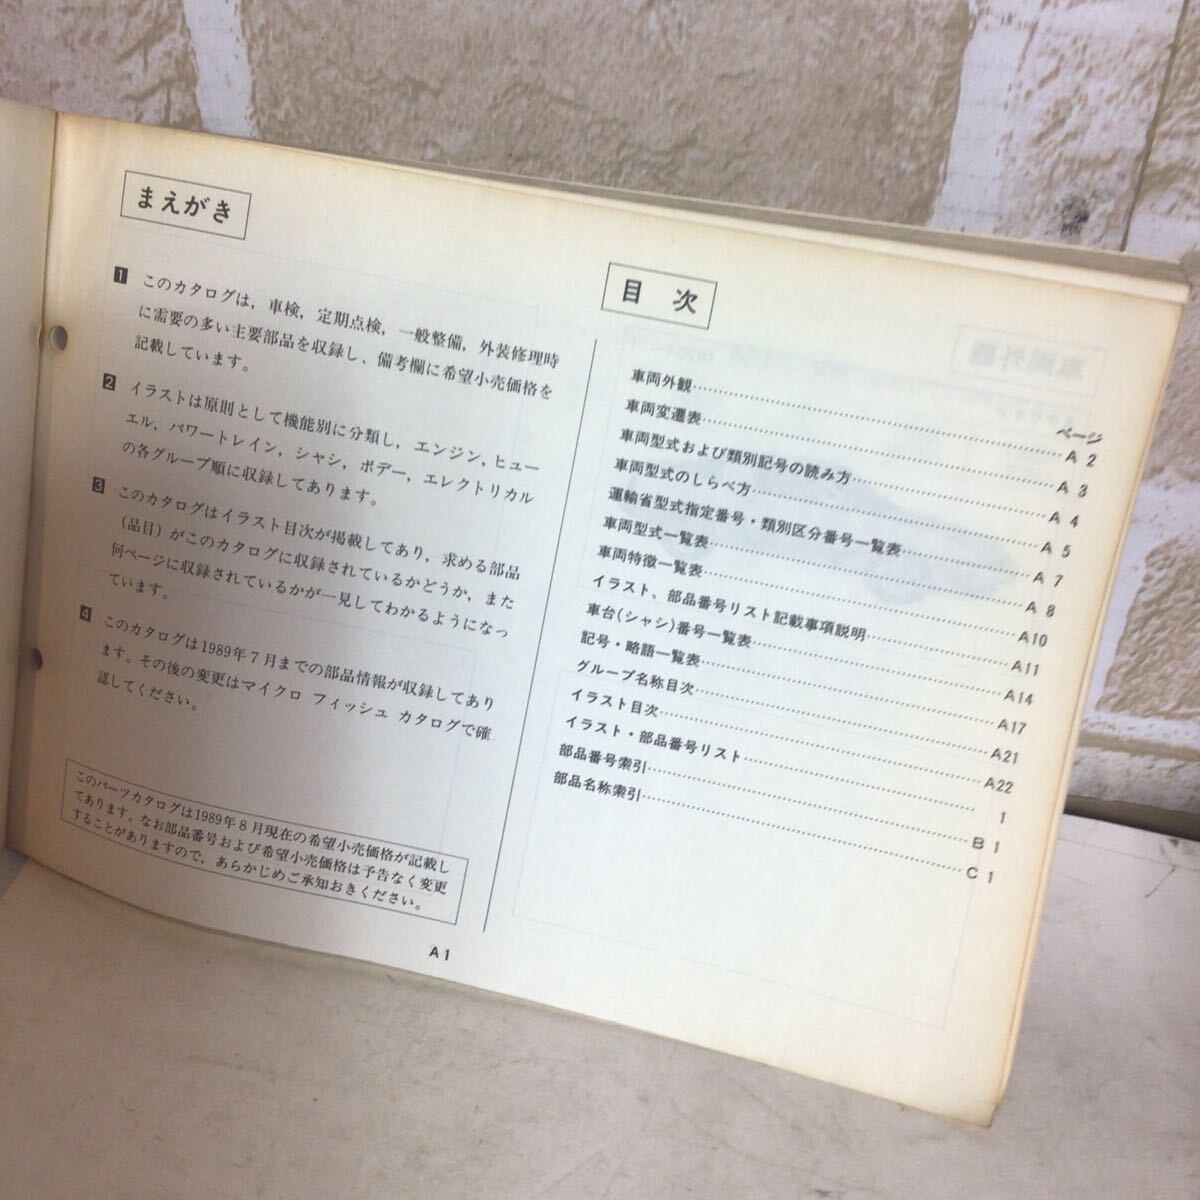 まえがき
1 このカタログは，車検，定期点検，一般整備，外装修理時
に需要の多い主要部品を収録し、備考欄に希望小売価格を
記載しています。
2 イラストは原則として機能別に分類し，エンジン，ヒュー
エル，パワートレイン，シャシ，ボデー，エレクトリカル
の各グループ順に収録してあります。
3 このカタログはイラスト目次が掲載してあり，求める部品
（品目）がこのカタログに収録されているかどうか，また
何ページに収録されているかが一見してわかるようになっ
ています。
4 このカタログは1989年7月までの部品情報が収録してあり
ます。その後の変更はマイクロ フィッシュ カタログで確
認してください。
このパーツカタログは1989年8月現在の希望小売価格が記載し
てあります。なお部品番号および希望小売価格は予告なく変更
することがありますので，あらかじめご承知おきください。
目 次
ページ
車両外観 A 2
車両変遷表 A 3
車両型式および類別記号の読み方 A 4
車両型式のしらべ方 A 5
運輸省型式指定番号・類別区分番号一覧表 A 7
車両型式一覧表 A 8
車両特徴一覧表 A10
イラスト、部品番号リスト記載事項説明 A11
車台(シャシ)番号一覧表 A14
記号・略語一覧表 A17
グループ名称目次 A21
イラスト目次 A22
イラスト・部品番号リスト 1
部品番号索引 B 1
部品名称索引 C 1
A1